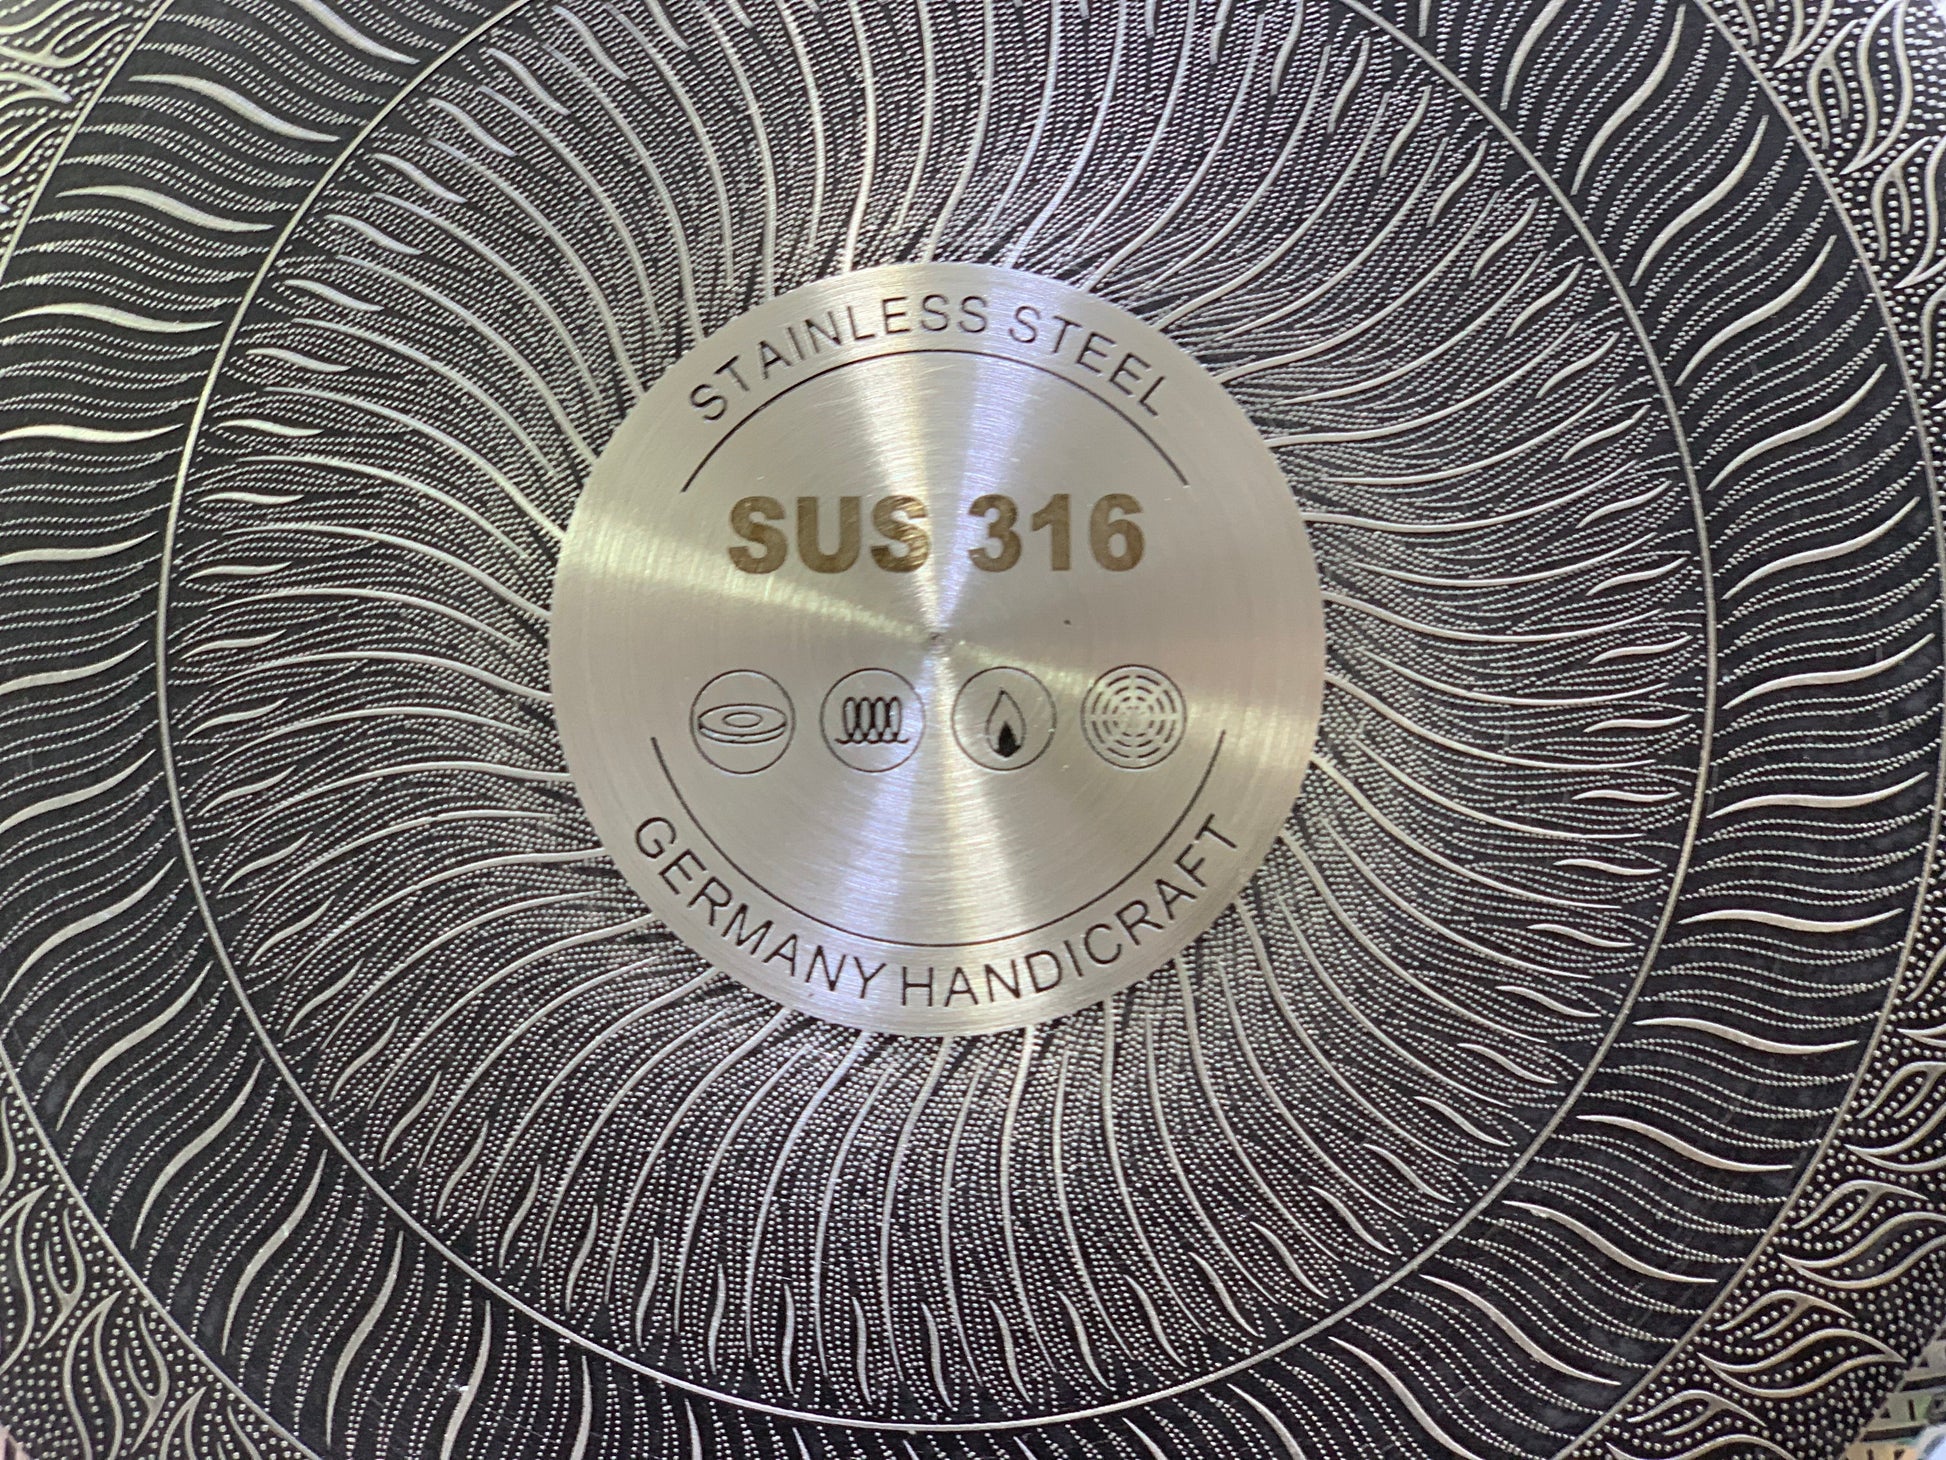 STAINLESS STEEL
SUS 316
GERMANY HANDICRAFT